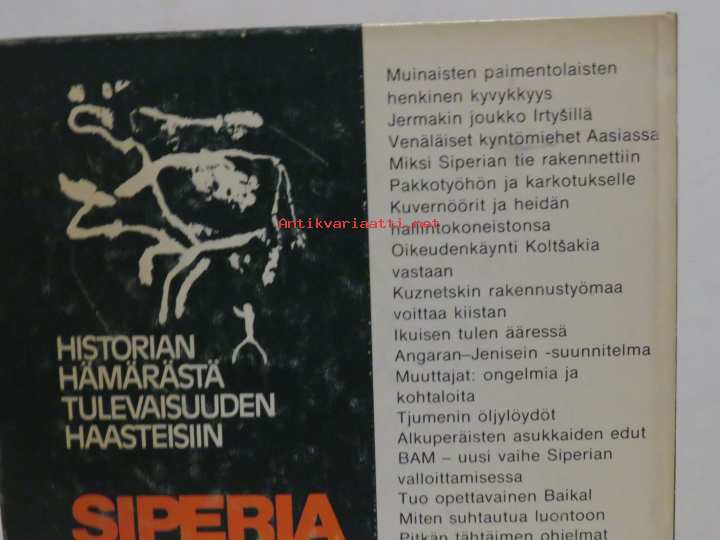 HISTORIAN
HÄMÄRÄSTÄ
TULEVAISUUDEN
HAASTEISIIN
SIPERIA
Muinaisten paimentolaisten
henkinen kyvykkyys
Jermakin joukko Irtyšillä
Venäläiset kyntömiehet Aasiassa
Miksi Siperian tie rakennettiin
Pakkotyöhön ja karkotukselle
Kuvernöörit ja heidän
hallintokoneistonsa
Oikeudenkäynti Koltšakia
vastaan
Kuznetskin rakennustyömaa
voittaa kiistan
Ikuisen tulen ääressä
Angaran–Jenisein -suunnitelma
Muuttajat: ongelmia ja
kohtaloita
Tjumenin öljylöydöt
Alkuperäisten asukkaiden edut
BAM – uusi vaihe Siperian
valloittamisessa
Tuo opettavainen Baikal
Miten suhtautua luontoon
Pitkän tähtäimen ohjelmat
Antikvariaatti.net